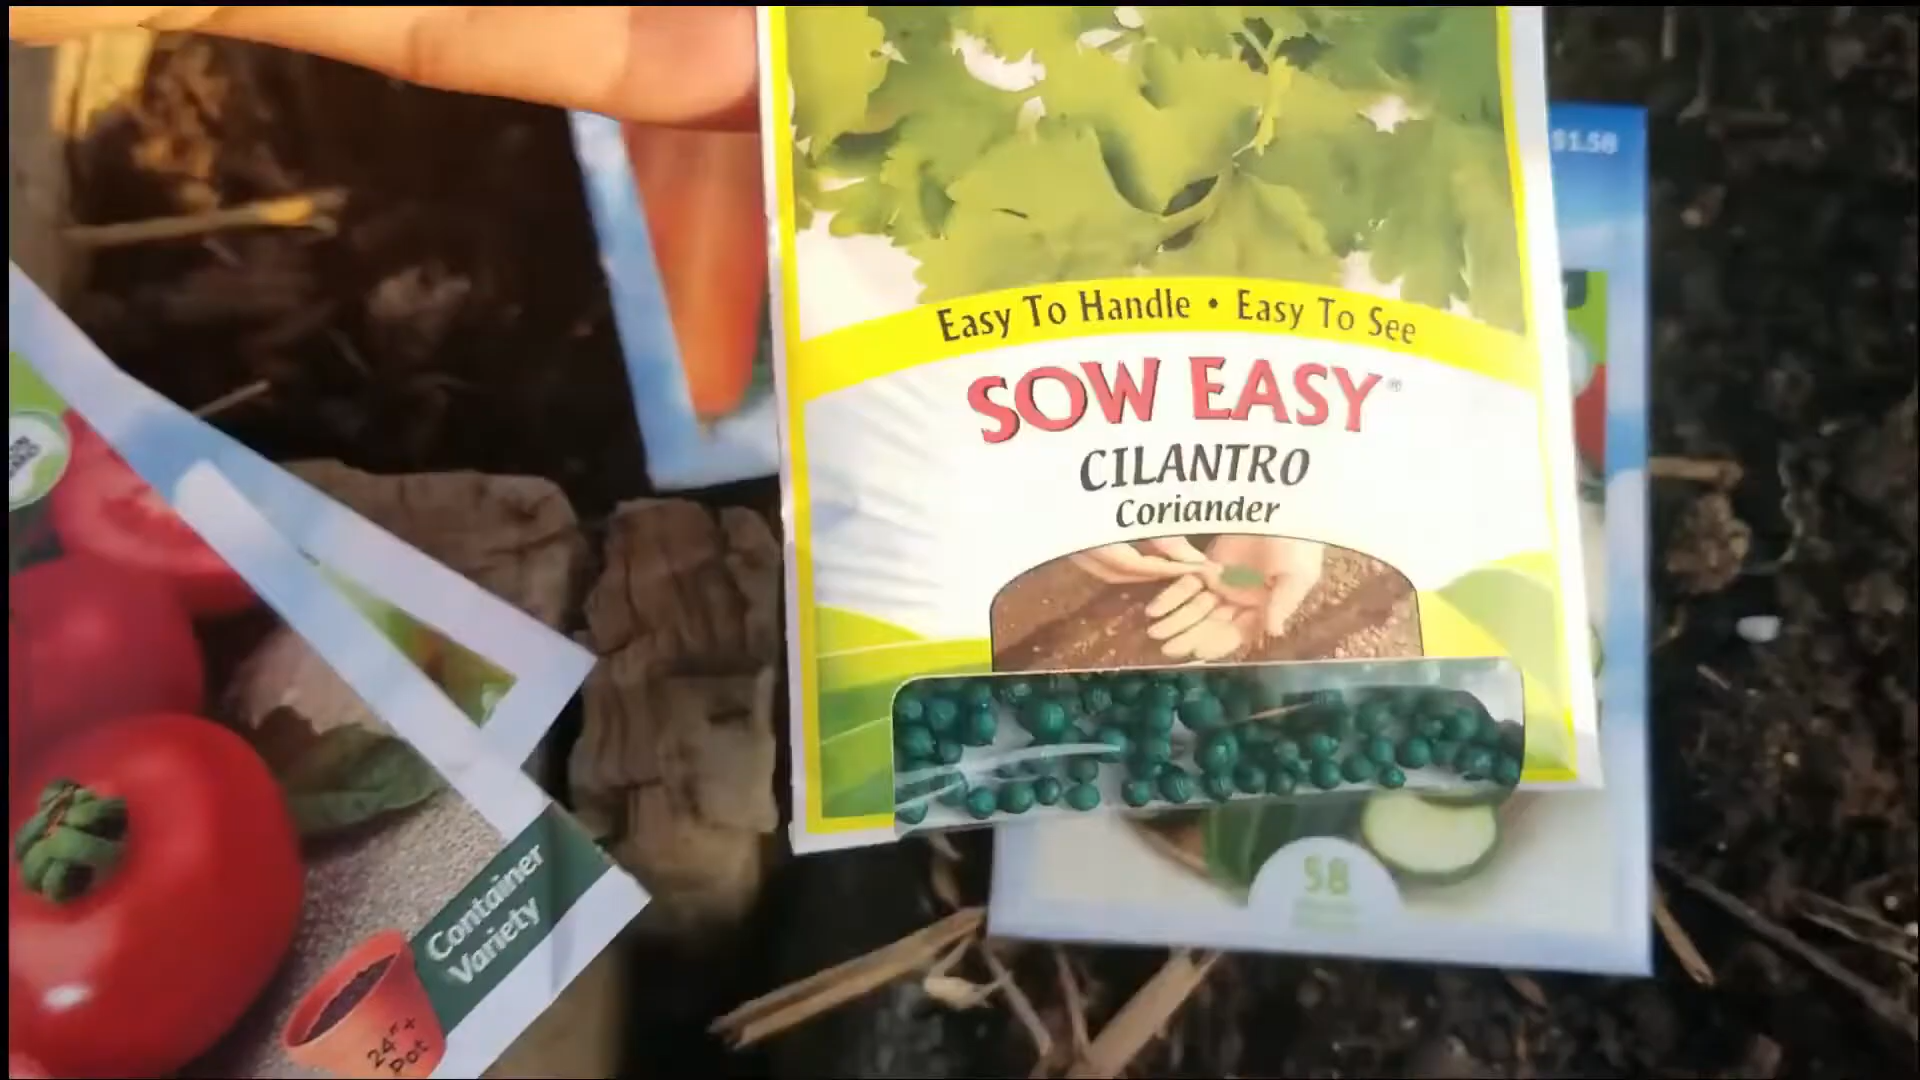 $1.58
Easy To Handle • Easy To See
SOW EASY®
CILANTRO
Coriander
58
Container
Variety
24"+
Pot